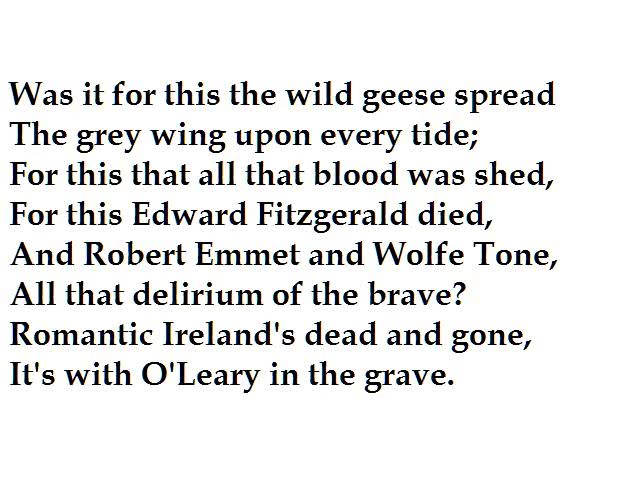 Was it for this the wild geese spread
The grey wing upon every tide;
For this that all that blood was shed,
For this Edward Fitzgerald died,
And Robert Emmet and Wolfe Tone,
All that delirium of the brave?
Romantic Ireland's dead and gone,
It's with O'Leary in the grave.